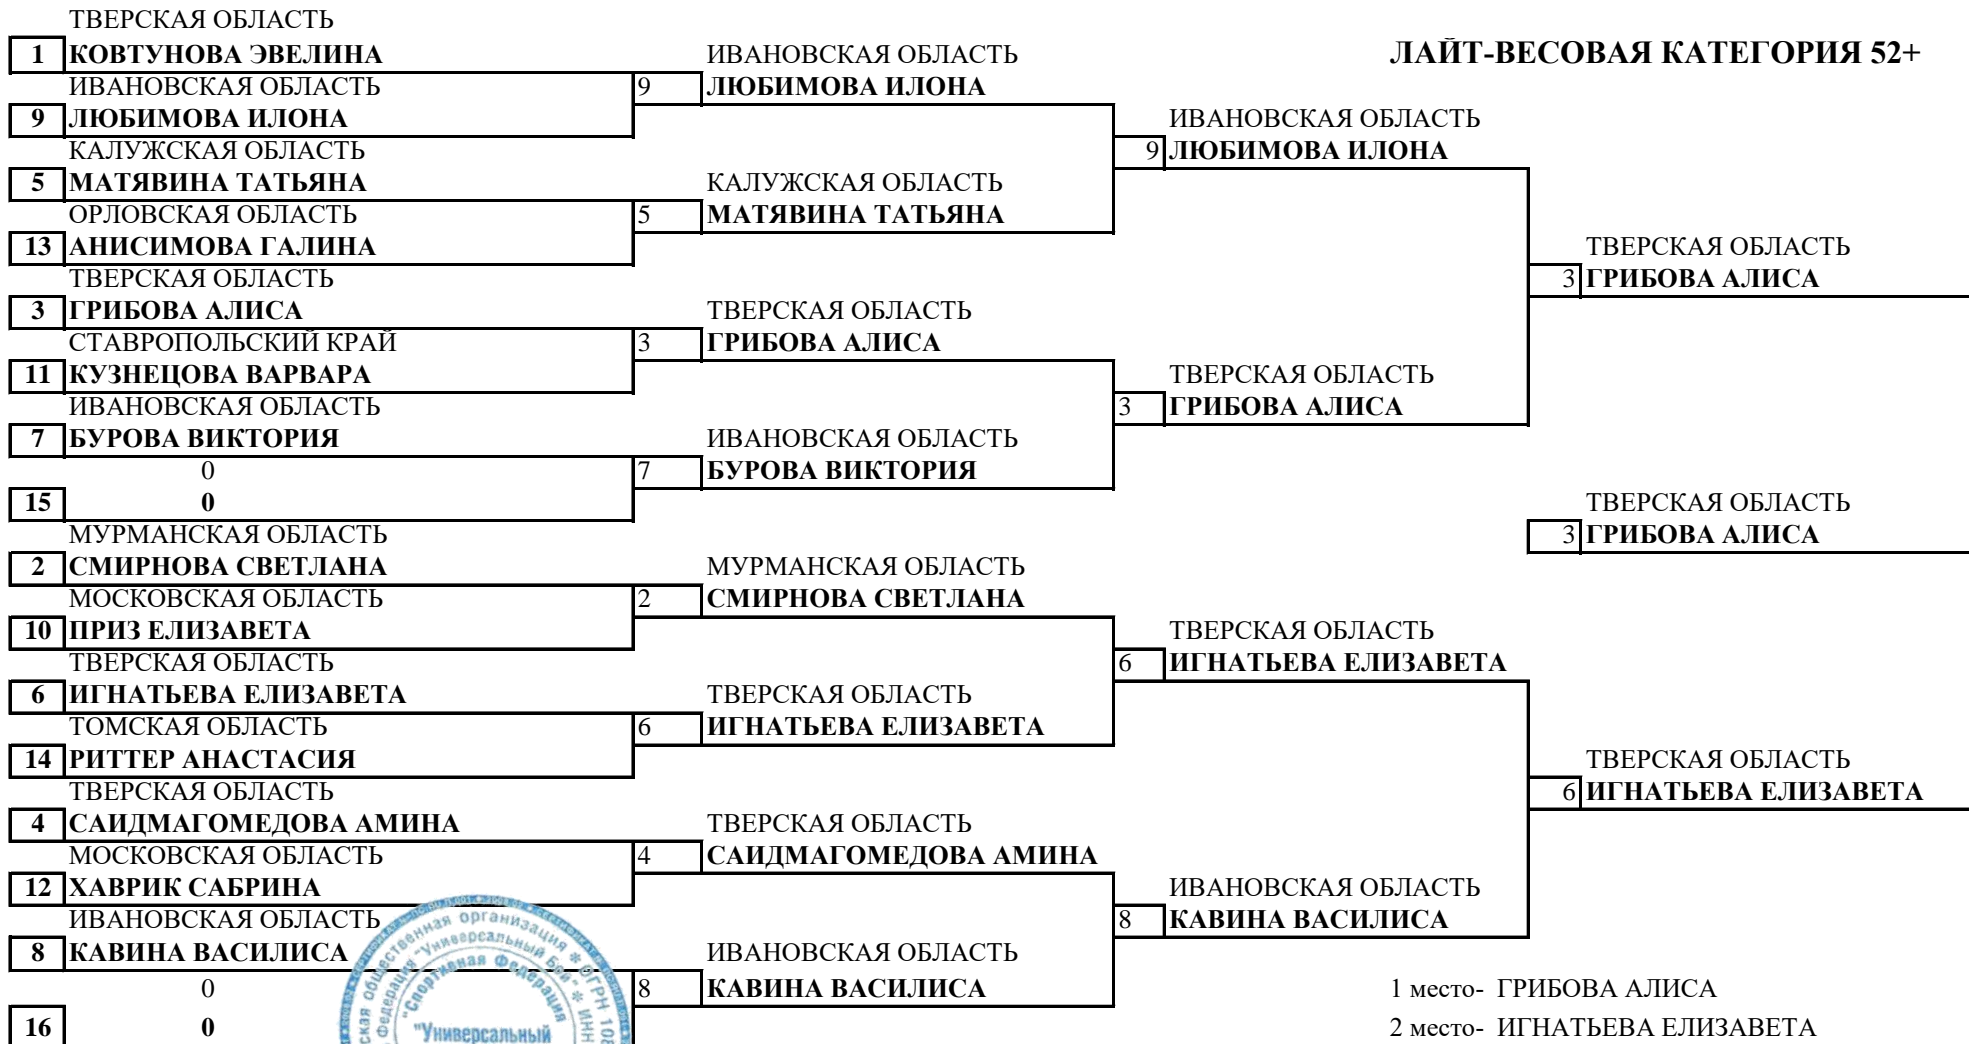 ТВЕРСКАЯ ОБЛАСТЬ
1 КОВТУНОВА ЭВЕЛИНА
ИВАНОВСКАЯ ОБЛАСТЬ
ЛАЙТ-ВЕСОВАЯ КАТЕГОРИЯ 52+
ИВАНОВСКАЯ ОБЛАСТЬ
9 ЛЮБИМОВА ИЛОНА
9 ЛЮБИМОВА ИЛОНА
ИВАНОВСКАЯ ОБЛАСТЬ
КАЛУЖСКАЯ ОБЛАСТЬ
9 ЛЮБИМОВА ИЛОНА
5 МАТЯВИНА ТАТЬЯНА
КАЛУЖСКАЯ ОБЛАСТЬ
ОРЛОВСКАЯ ОБЛАСТЬ
5 МАТЯВИНА ТАТЬЯНА
13 АНИСИМОВА ГАЛИНА
ТВЕРСКАЯ ОБЛАСТЬ
ТВЕРСКАЯ ОБЛАСТЬ
3 ГРИБОВА АЛИСА
3 ГРИБОВА АЛИСА
ТВЕРСКАЯ ОБЛАСТЬ
СТАВРОПОЛЬСКИЙ КРАЙ
3 ГРИБОВА АЛИСА
11 КУЗНЕЦОВА ВАРВАРА
ТВЕРСКАЯ ОБЛАСТЬ
ИВАНОВСКАЯ ОБЛАСТЬ
3 ГРИБОВА АЛИСА
7 БУРОВА ВИКТОРИЯ
ИВАНОВСКАЯ ОБЛАСТЬ
0
7 БУРОВА ВИКТОРИЯ
15 0
ТВЕРСКАЯ ОБЛАСТЬ
МУРМАНСКАЯ ОБЛАСТЬ
3 ГРИБОВА АЛИСА
2 СМИРНОВА СВЕТЛАНА
МУРМАНСКАЯ ОБЛАСТЬ
МОСКОВСКАЯ ОБЛАСТЬ
2 СМИРНОВА СВЕТЛАНА
10 ПРИЗ ЕЛИЗАВЕТА
ТВЕРСКАЯ ОБЛАСТЬ
ТВЕРСКАЯ ОБЛАСТЬ
6 ИГНАТЬЕВА ЕЛИЗАВЕТА
6 ИГНАТЬЕВА ЕЛИЗАВЕТА
ТВЕРСКАЯ ОБЛАСТЬ
ТОМСКАЯ ОБЛАСТЬ
6 ИГНАТЬЕВА ЕЛИЗАВЕТА
14 РИТТЕР АНАСТАСИЯ
ТВЕРСКАЯ ОБЛАСТЬ
ТВЕРСКАЯ ОБЛАСТЬ
6 ИГНАТЬЕВА ЕЛИЗАВЕТА
4 САИДМАГОМЕДОВА АМИНА
ТВЕРСКАЯ ОБЛАСТЬ
МОСКОВСКАЯ ОБЛАСТЬ
4 САИДМАГОМЕДОВА АМИНА
12 ХАВРИК САБРИНА
ИВАНОВСКАЯ ОБЛАСТЬ
ИВАНОВСКАЯ ОБЛАСТЬ
8 КАВИНА ВАСИЛИСА
8 КАВИНА ВАСИЛИСА
ИВАНОВСКАЯ ОБЛАСТЬ
0
8 КАВИНА ВАСИЛИСА
1 место- ГРИБОВА АЛИСА
16 0
2 место- ИГНАТЬЕВА ЕЛИЗАВЕТА
организация * ОГРН
"Универсальный Бой" * ИНН
"Спортивная Федерация
"Универсальный